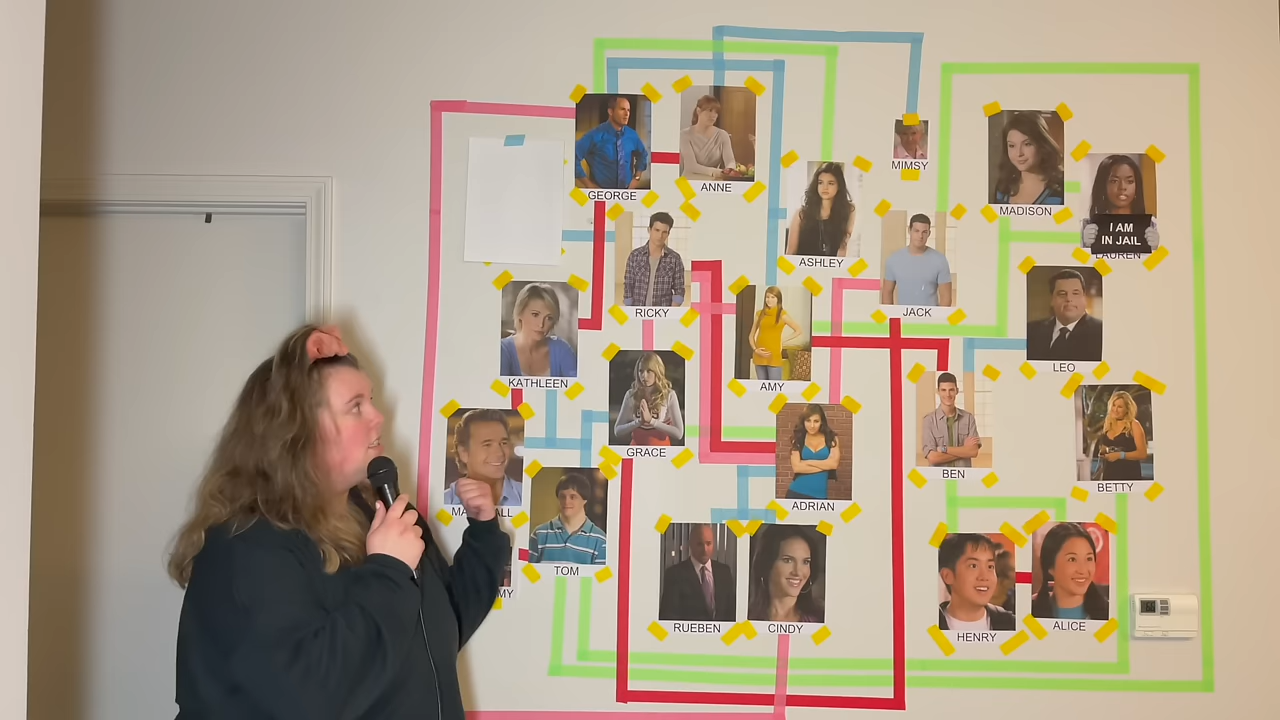 GEORGE
ANNE
MIMSY
MADISON
I AM
IN JAIL
LAUREN
ASHLEY
RICKY
JACK
LEO
KATHLEEN
AMY
GRACE
BEN
BETTY
ADRIAN
TOM
RUEBEN
CINDY
HENRY
ALICE